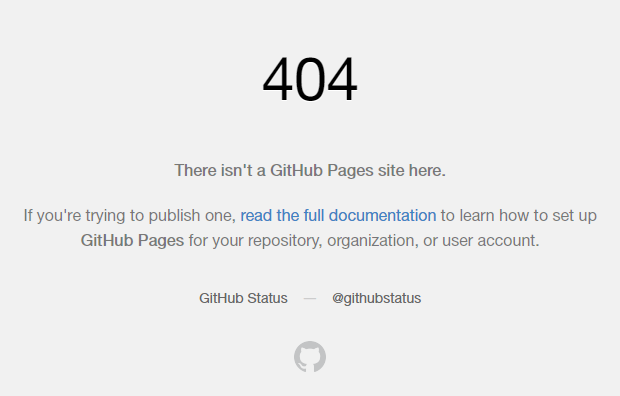 404
There isn't a GitHub Pages site here.
If you're trying to publish one, read the full documentation to learn how to set up
GitHub Pages for your repository, organization, or user account.
GitHub Status — @githubstatus